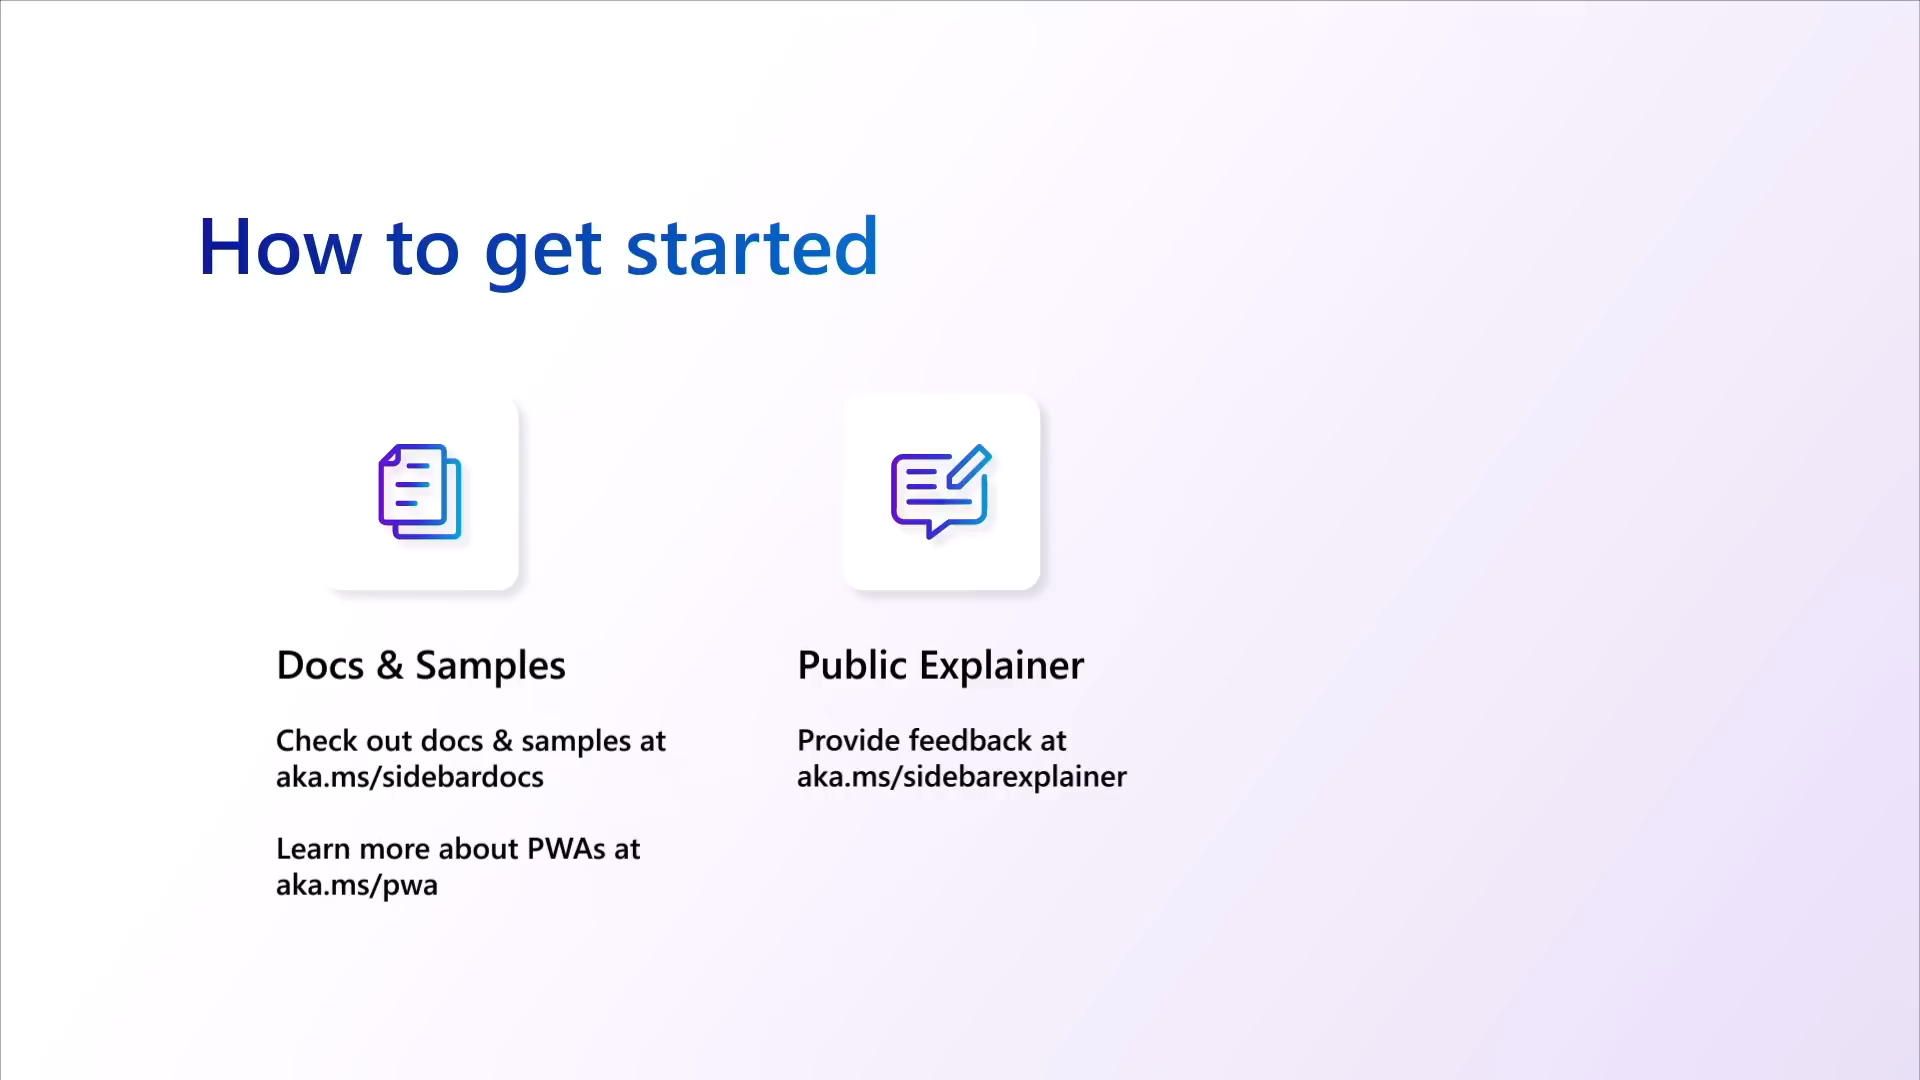 How to get started
Docs & Samples
Check out docs & samples at
aka.ms/sidebardocs
Learn more about PWAs at
aka.ms/pwa
Public Explainer
Provide feedback at
aka.ms/sidebarexplainer